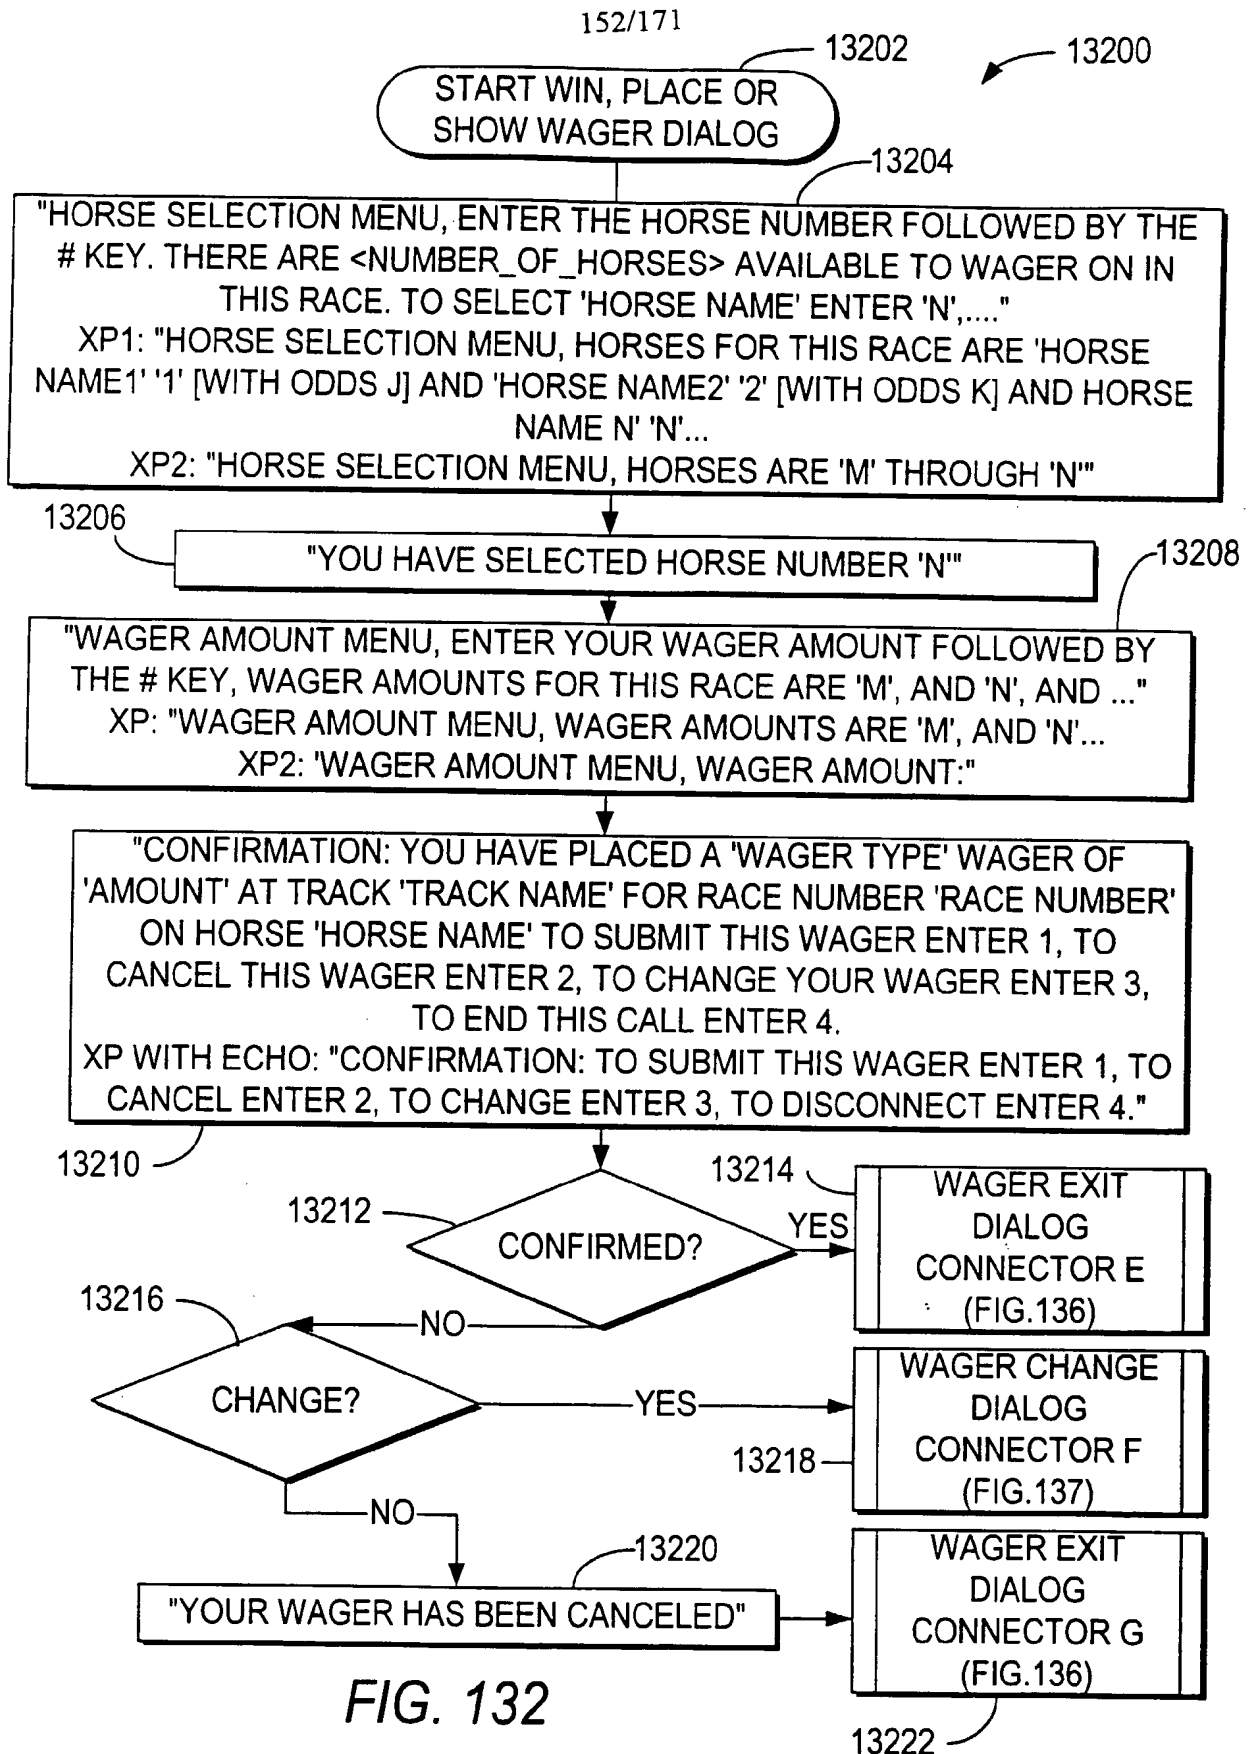 152/171
13202
13200
START WIN, PLACE OR
SHOW WAGER DIALOG
13204
"HORSE SELECTION MENU, ENTER THE HORSE NUMBER FOLLOWED BY THE
# KEY. THERE ARE <NUMBER_OF_HORSES> AVAILABLE TO WAGER ON IN
THIS RACE. TO SELECT 'HORSE NAME' ENTER 'N',...."
XP1: "HORSE SELECTION MENU, HORSES FOR THIS RACE ARE 'HORSE
NAME1' '1' [WITH ODDS J] AND 'HORSE NAME2' '2' [WITH ODDS K] AND HORSE
NAME N' 'N'...
XP2: "HORSE SELECTION MENU, HORSES ARE 'M' THROUGH 'N'"
13206
"YOU HAVE SELECTED HORSE NUMBER 'N'"
13208
"WAGER AMOUNT MENU, ENTER YOUR WAGER AMOUNT FOLLOWED BY
THE # KEY, WAGER AMOUNTS FOR THIS RACE ARE 'M', AND 'N', AND ..."
XP: "WAGER AMOUNT MENU, WAGER AMOUNTS ARE 'M', AND 'N'...
XP2: 'WAGER AMOUNT MENU, WAGER AMOUNT:"
"CONFIRMATION: YOU HAVE PLACED A 'WAGER TYPE' WAGER OF
'AMOUNT' AT TRACK 'TRACK NAME' FOR RACE NUMBER 'RACE NUMBER'
ON HORSE 'HORSE NAME' TO SUBMIT THIS WAGER ENTER 1, TO
CANCEL THIS WAGER ENTER 2, TO CHANGE YOUR WAGER ENTER 3,
TO END THIS CALL ENTER 4.
XP WITH ECHO: "CONFIRMATION: TO SUBMIT THIS WAGER ENTER 1, TO
CANCEL ENTER 2, TO CHANGE ENTER 3, TO DISCONNECT ENTER 4."
13210
13212
CONFIRMED?
YES
13214
WAGER EXIT
DIALOG
CONNECTOR E
(FIG.136)
NO
13216
CHANGE?
YES
13218
WAGER CHANGE
DIALOG
CONNECTOR F
(FIG.137)
NO
13220
"YOUR WAGER HAS BEEN CANCELED"
WAGER EXIT
DIALOG
CONNECTOR G
(FIG.136)
13222
FIG. 132